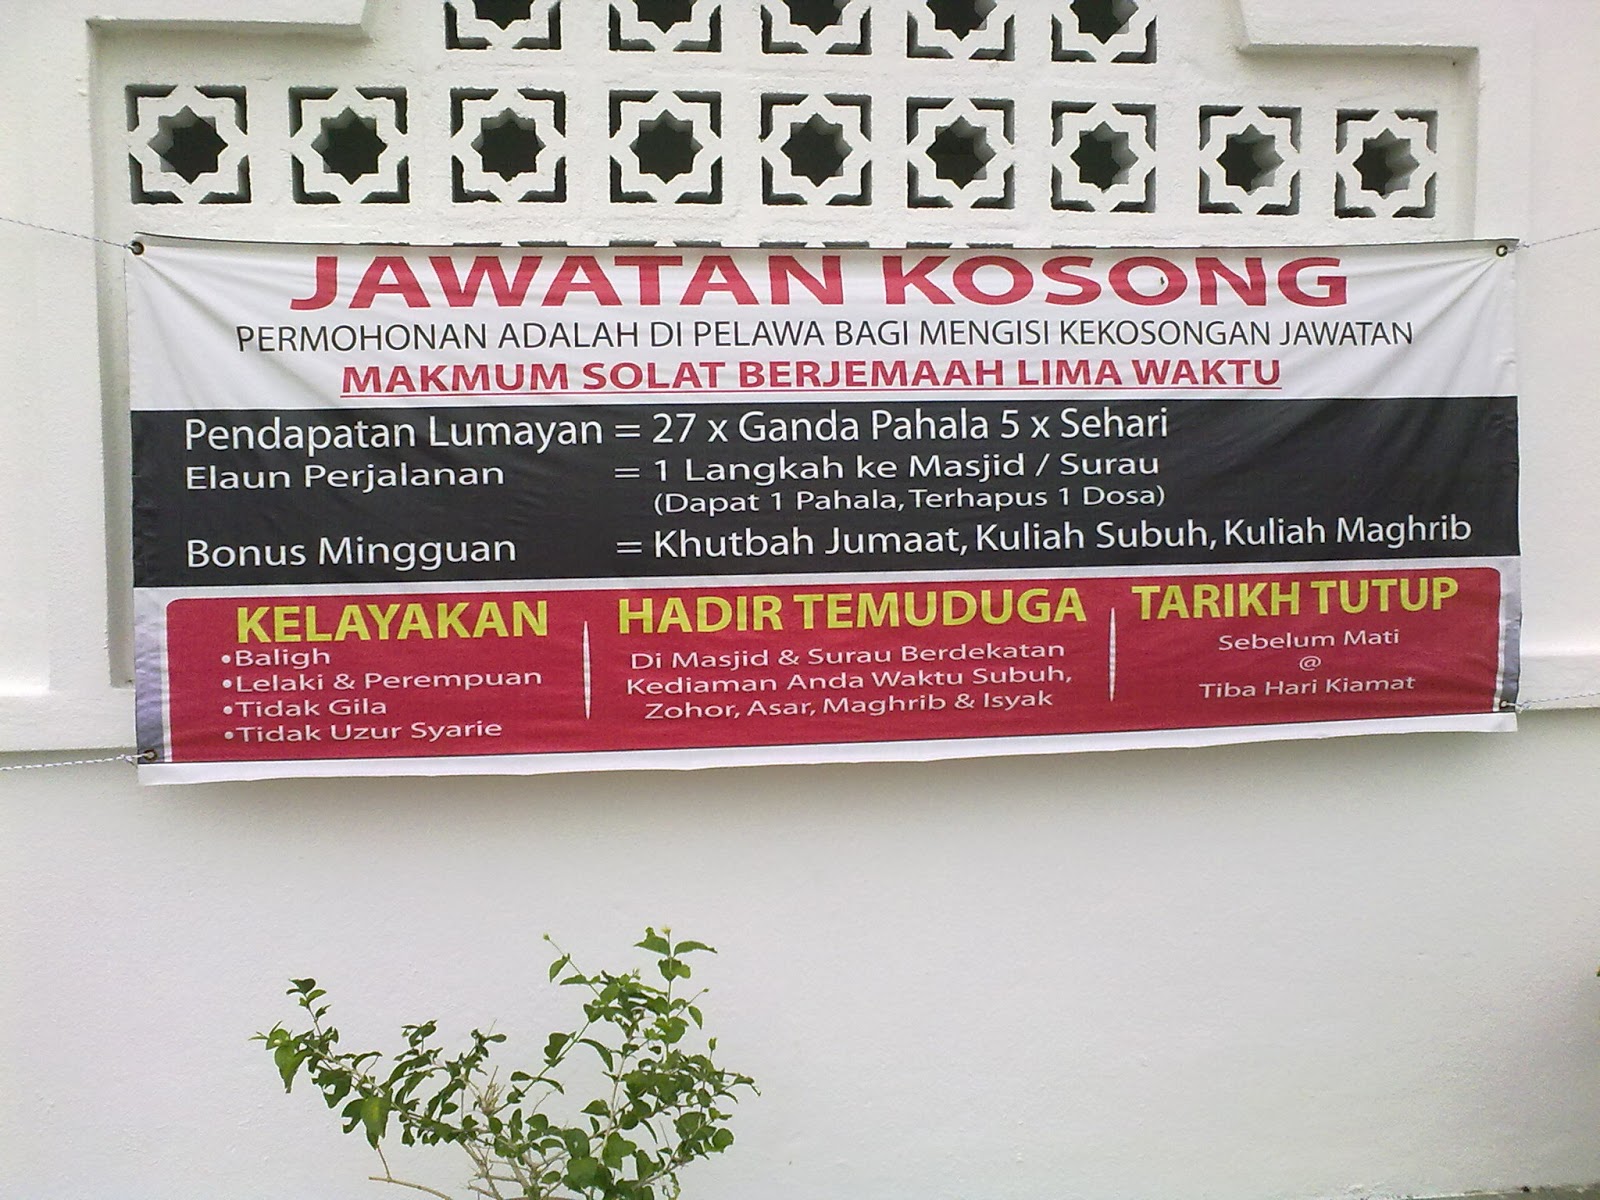 JAWATAN KOSONG
PERMOHONAN ADALAH DI PELAWA BAGI MENGISI KEKOSONGAN JAWATAN
MAKMUM SOLAT BERJEMAAH LIMA WAKTU
Pendapatan Lumayan = 27 x Ganda Pahala 5 x Sehari
Elaun Perjalanan = 1 Langkah ke Masjid / Surau
(Dapat 1 Pahala, Terhapus 1 Dosa)
Bonus Mingguan = Khutbah Jumaat, Kuliah Subuh, Kuliah Maghrib
KELAYAKAN
•Baligh
•Lelaki & Perempuan
•Tidak Gila
•Tidak Uzur Syarie
HADIR TEMUDUGA
Di Masjid & Surau Berdekatan
Kediaman Anda Waktu Subuh,
Zohor, Asar, Maghrib & Isyak
TARIKH TUTUP
Sebelum Mati
@
Tiba Hari Kiamat